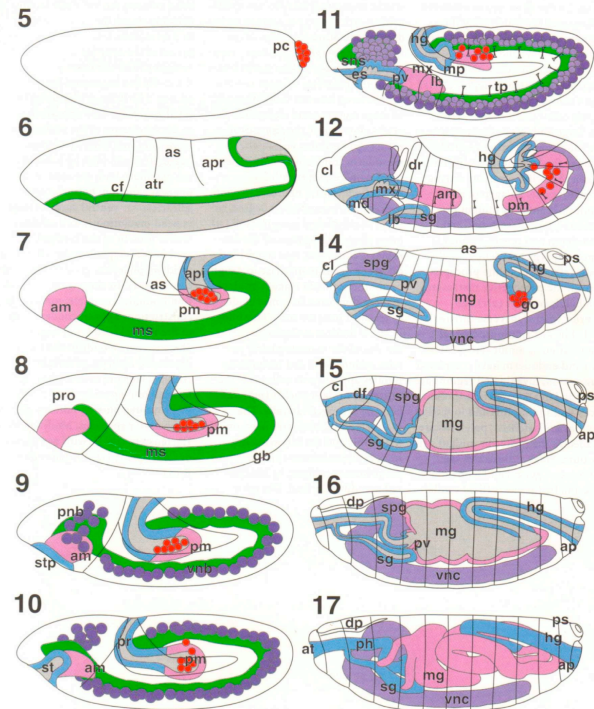 5
pc
6
as
apr
cf
atr
7
api
as
am
pm
ms
8
pro
pm
ms
gb
9
pnb
pm
am
stp
vnb
10
pr
pm
st
am
11
hg
shs
mx
mp
es
pv
lb
tp
12
cl
dr
hg
mx
md
am
pm
lb
sg
14
as
cl
spg
hg
ps
pv
mg
go
sg
vnc
15
cl
df
spg
ps
mg
sg
ap
16
dp
spg
hg
mg
pv
ap
sg
vnc
17
dp
ps
at
ph
hg
ap
mg
sg
vnc